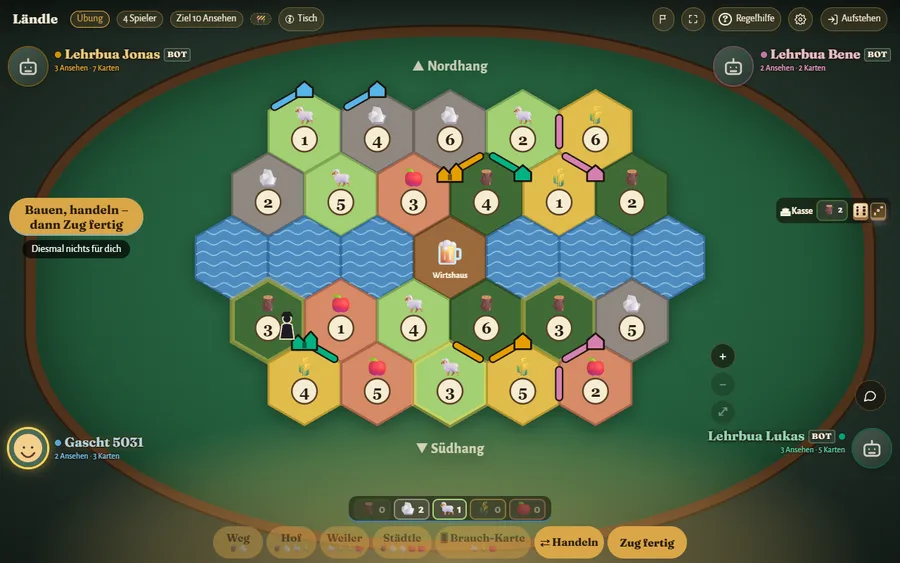 Ländle
Übung
4 Spieler
Ziel 10 Ansehen
Tisch
Regelhilfe
Aufstehen
Lehrbua Jonas BOT
3 Ansehen · 7 Karten
▲ Nordhang
Lehrbua Bene BOT
2 Ansehen · 2 Karten
1 4 6 2 6
2 5 3 4 1 2
Bauen, handeln –
dann Zug fertig
Diesmal nichts für dich
Kasse 2
Wirtshaus
3 1 4 6 3 5
4 5 3 5 2
+
−
Gascht 5031
2 Ansehen · 3 Karten
▼ Südhang
Lehrbua Lukas BOT
3 Ansehen · 5 Karten
0 2 1 0 0
Weg
Hof
Weiler
Städtle
Brauch-Karte
Handeln
Zug fertig